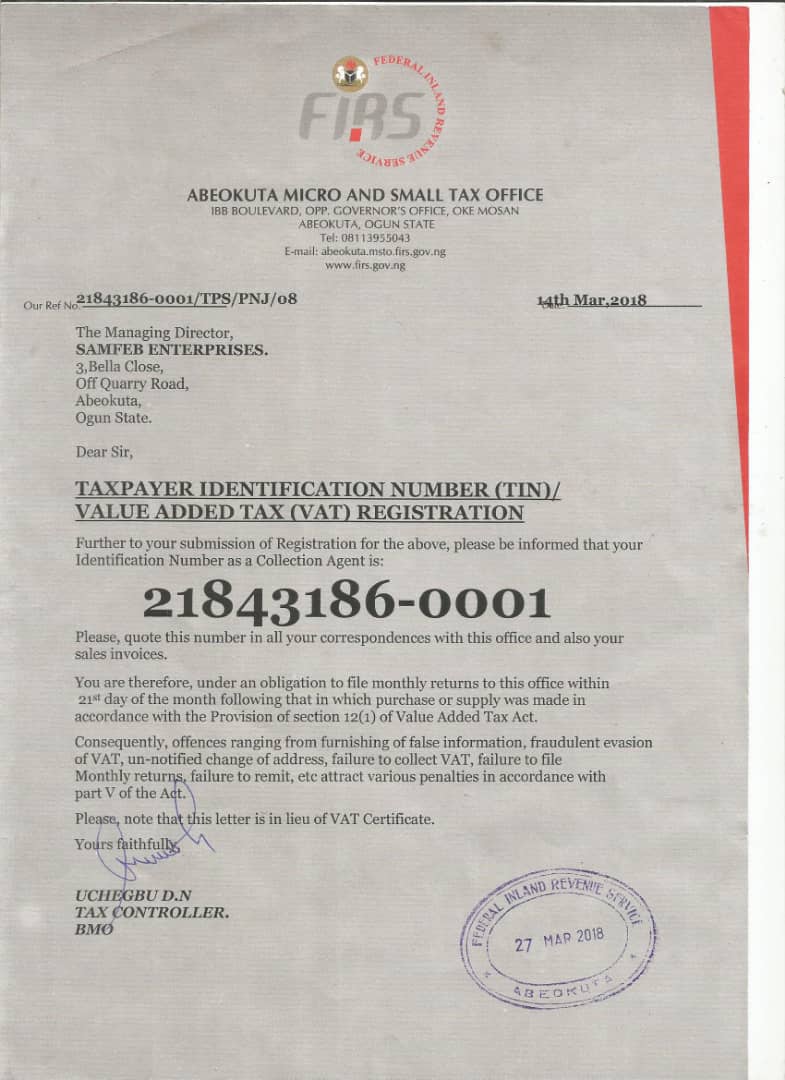 FEDERAL INLAND REVENUE SERVICE
FIRS
ABEOKUTA MICRO AND SMALL TAX OFFICE
IBB BOULEVARD, OPP. GOVERNOR'S OFFICE, OKE MOSAN
ABEOKUTA, OGUN STATE
Tel: 08113955043
E-mail: abeokuta.msto.firs.gov.ng
www.firs.gov.ng
Our Ref No. 21843186-0001/TPS/PNJ/08 14th Mar,2018
The Managing Director,
SAMFEB ENTERPRISES.
3,Bella Close,
Off Quarry Road,
Abeokuta,
Ogun State.
Dear Sir,
TAXPAYER IDENTIFICATION NUMBER (TIN)/
VALUE ADDED TAX (VAT) REGISTRATION
Further to your submission of Registration for the above, please be informed that your
Identification Number as a Collection Agent is:
21843186-0001
Please, quote this number in all your correspondences with this office and also your
sales invoices.
You are therefore, under an obligation to file monthly returns to this office within
21st day of the month following that in which purchase or supply was made in
accordance with the Provision of section 12(1) of Value Added Tax Act.
Consequently, offences ranging from furnishing of false information, fraudulent evasion
of VAT, un-notified change of address, failure to collect VAT, failure to file
Monthly returns, failure to remit, etc attract various penalties in accordance with
part V of the Act.
Please, note that this letter is in lieu of VAT Certificate.
Yours faithfully,
UCHEGBU D.N
TAX CONTROLLER.
BMO
FEDERAL INLAND REVENUE SERVICE
27 MAR 2018
ABEOKUTA